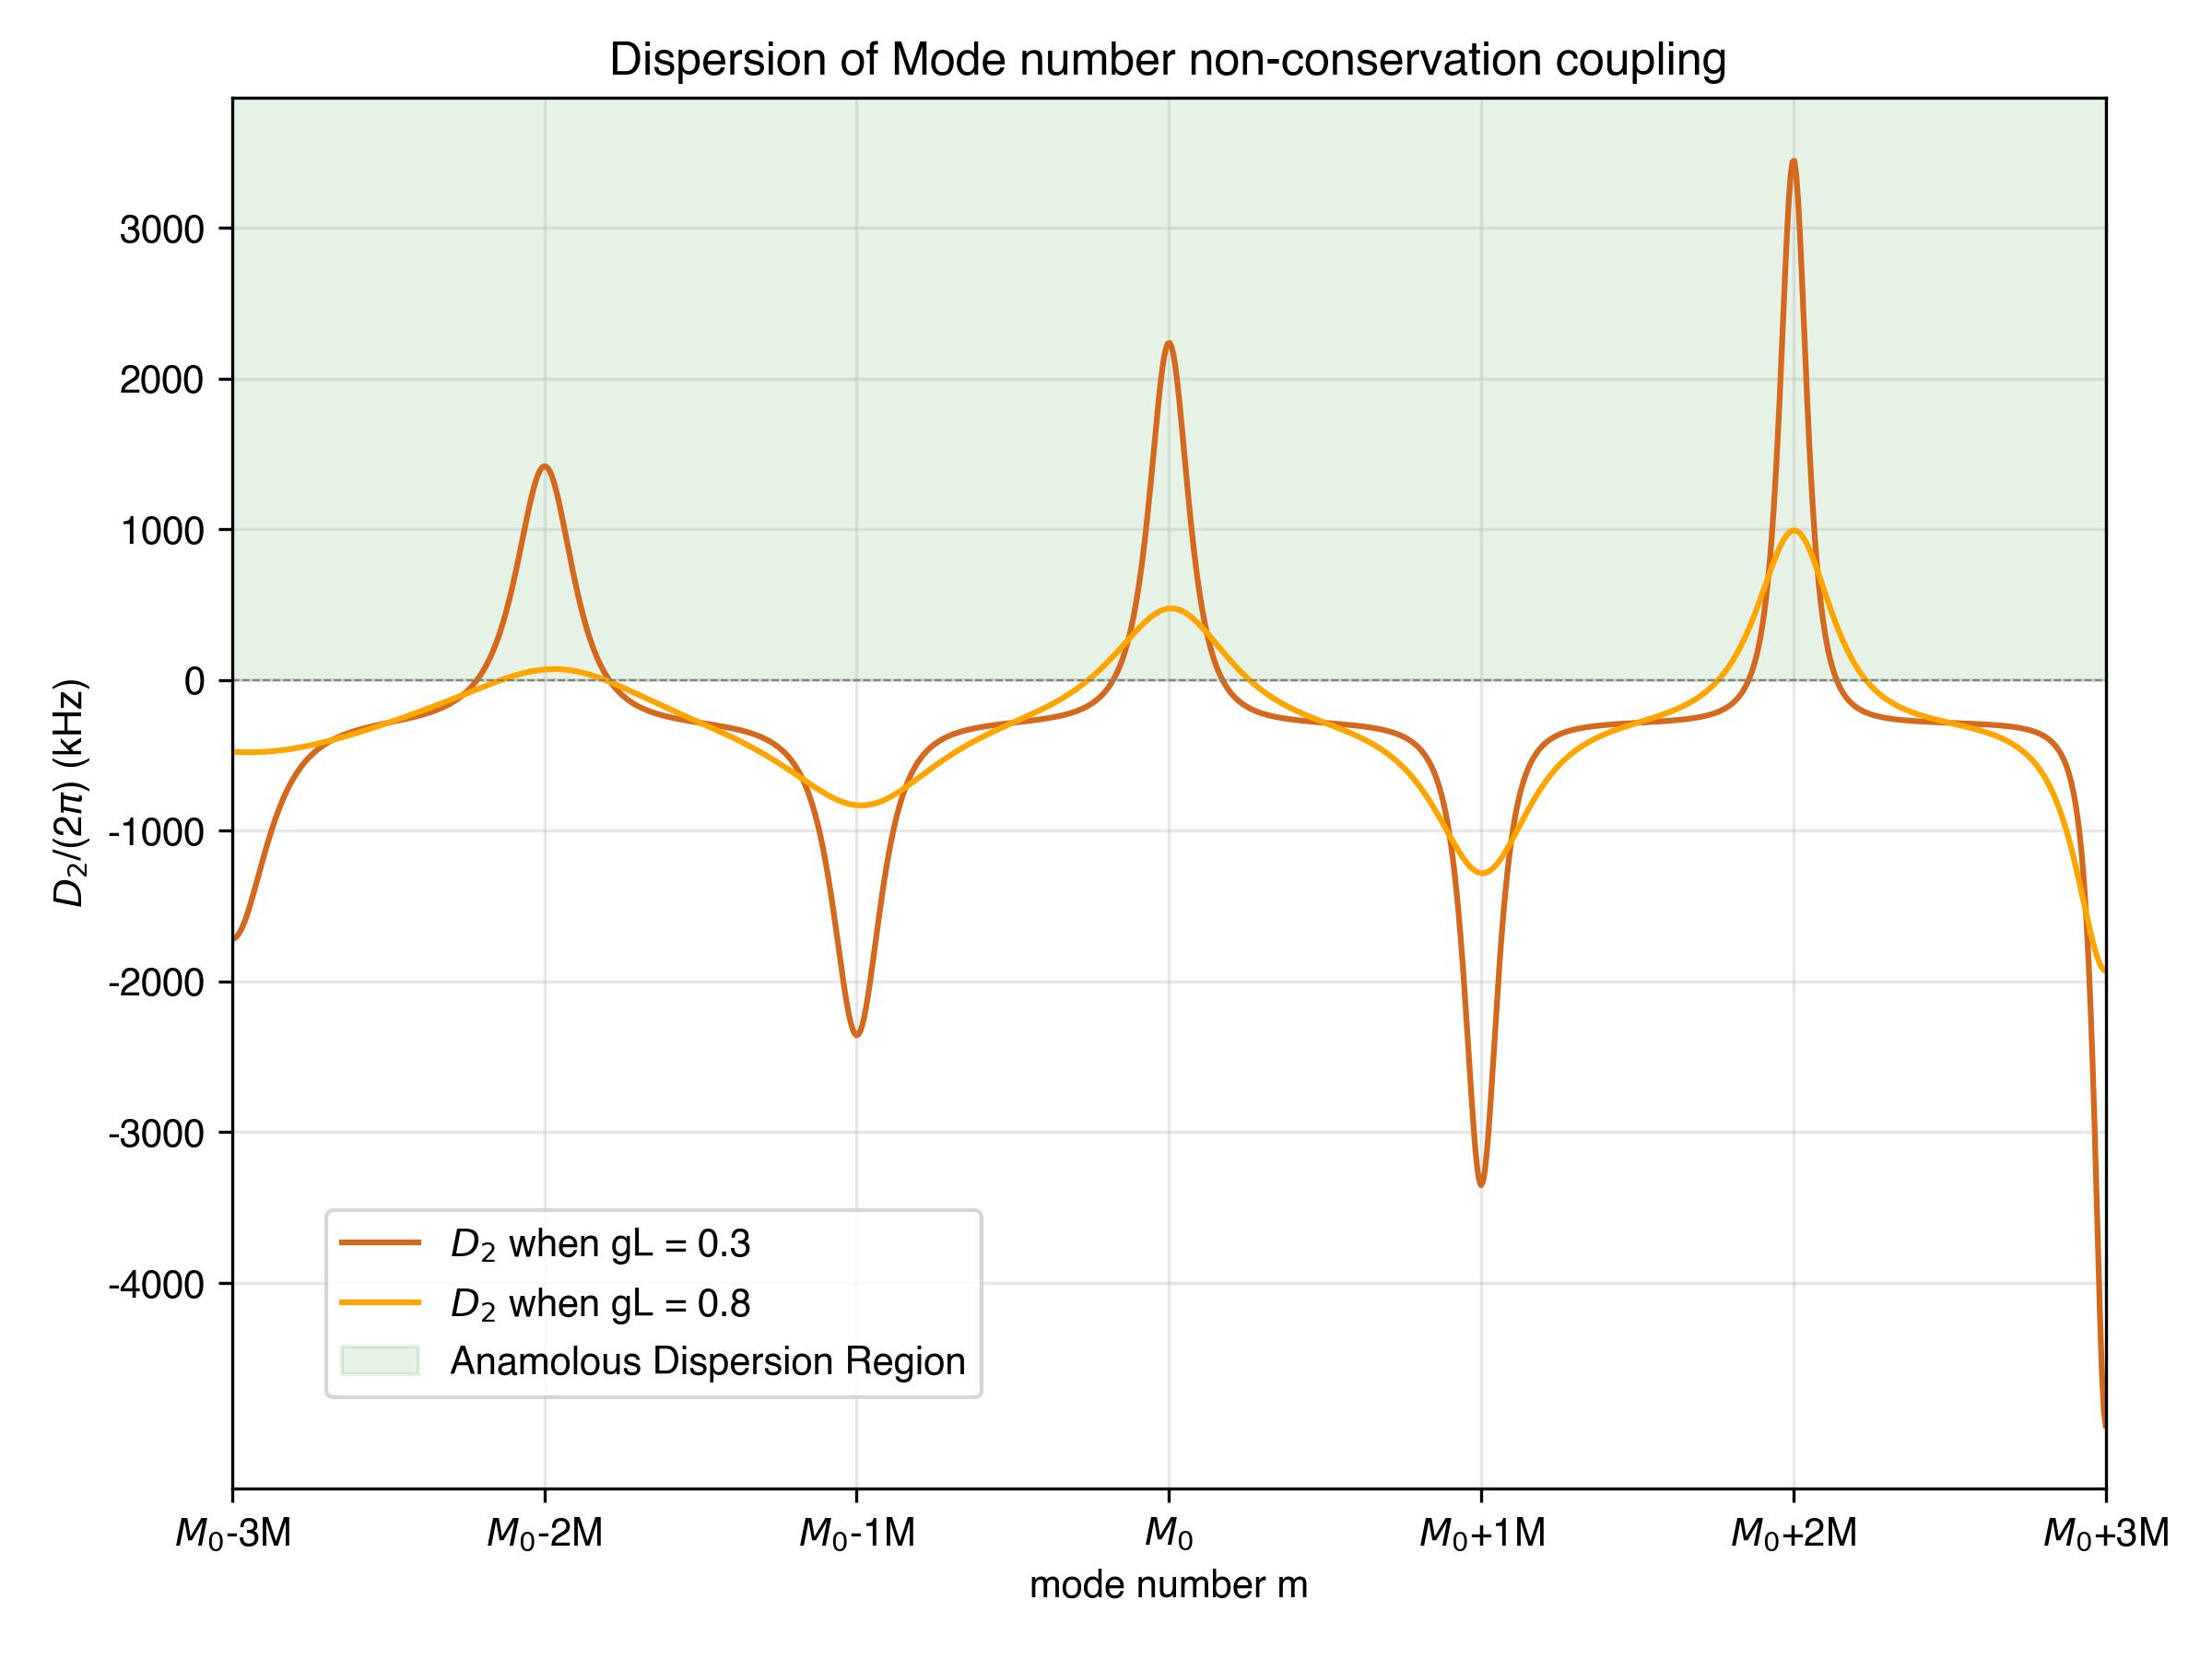 Dispersion of Mode number non-conservation coupling
D₂/(2π) (kHz)
3000
2000
1000
0
-1000
-2000
-3000
-4000
D₂ when gL = 0.3
D₂ when gL = 0.8
Anamolous Dispersion Region
M₀-3M M₀-2M M₀-1M M₀ M₀+1M M₀+2M M₀+3M
mode number m